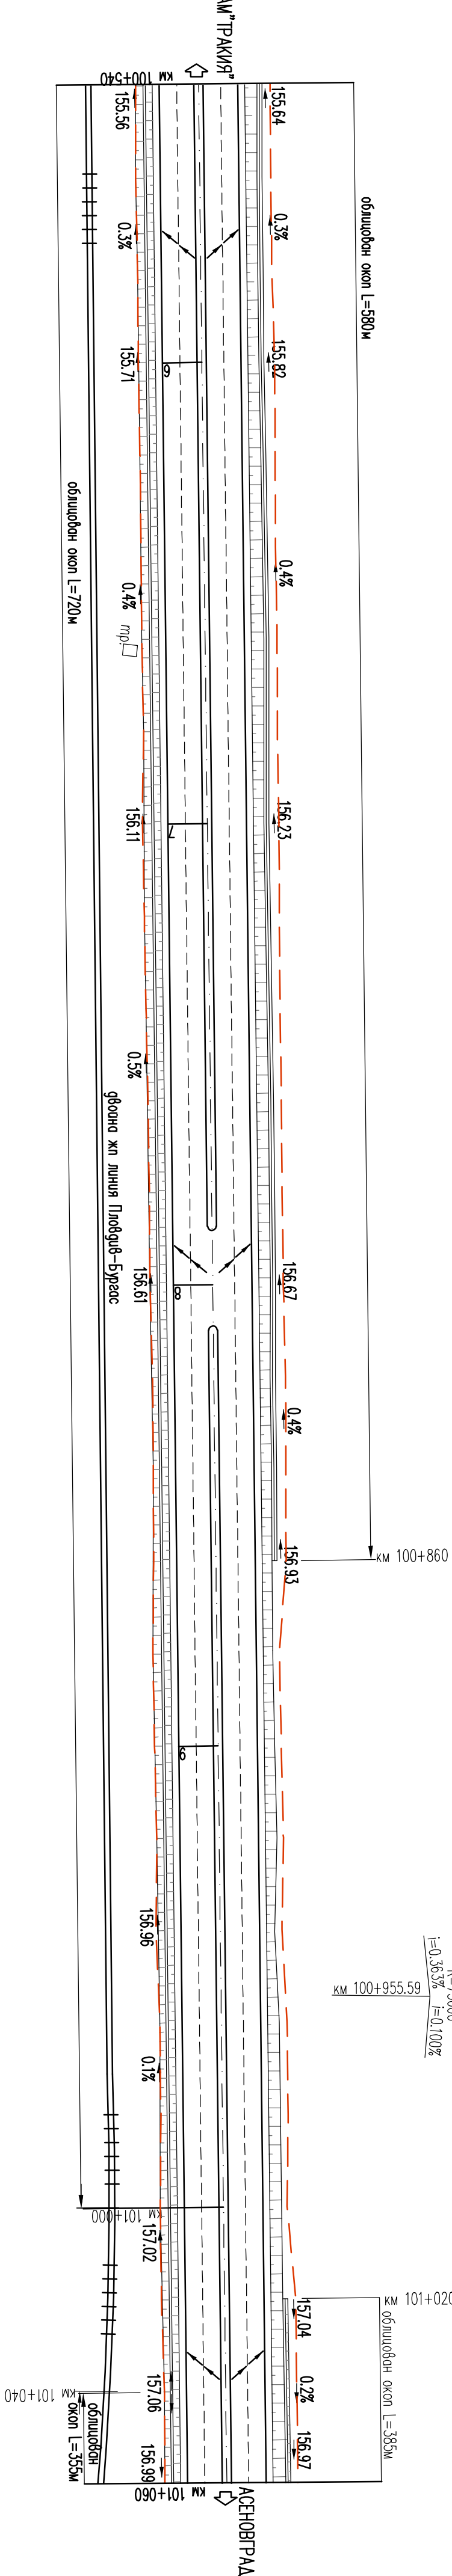 АМ"ТРАКИЯ"
км 100+540
155.64
155.56
облицован окоп L=580м
0.3%
0.3%
155.82
155.71
6
облицован окоп L=720м
0.4%
0.4%
тр.
156.23
156.11
7
0.5%
двойна жп линия Пловдив-Бургас
156.67
156.61
8
0.4%
156.93
км 100+860
9
156.96
i=0.363% i=0.100%
км 100+955.59
0.1%
км 101+000
157.02
км 101+020
157.04
облицован окоп L=385м
0.2%
157.06
км 101+040
облицован
окоп L=355м
156.97
156.99
км 101+060
АСЕНОВГРАД